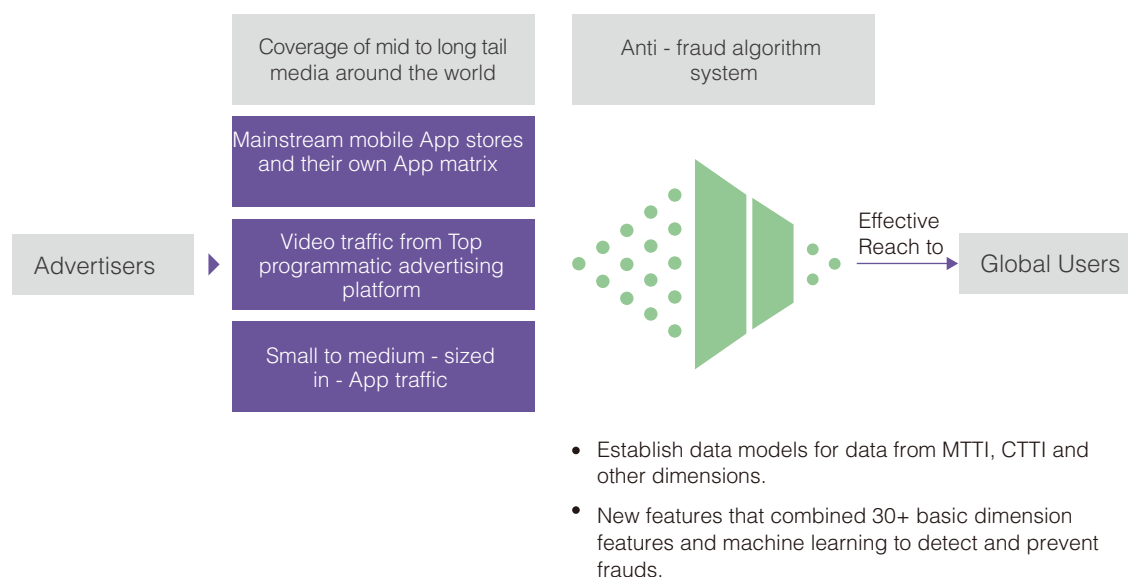 Coverage of mid to long tail
media around the world
Anti - fraud algorithm
system
Mainstream mobile App stores
and their own App matrix
Advertisers
Video traffic from Top
programmatic advertising
platform
Effective
Reach to
Global Users
Small to medium - sized
in - App traffic
• Establish data models for data from MTTI, CTTI and
other dimensions.
• New features that combined 30+ basic dimension
features and machine learning to detect and prevent
frauds.